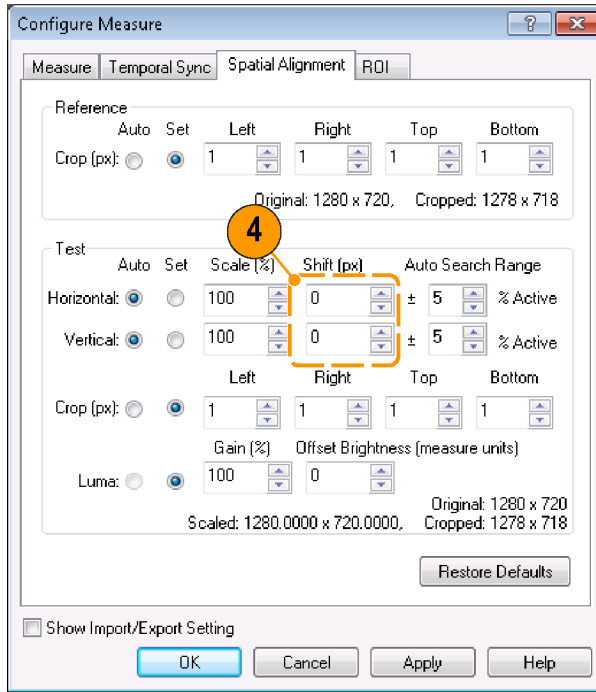 Configure Measure
Measure Temporal Sync Spatial Alignment ROI
Reference
Auto Set Left Right Top Bottom
Crop (px): 1 1 1 1
Original: 1280 x 720, Cropped: 1278 x 718
4
Test
Auto Set Scale (%) Shift (px) Auto Search Range
Horizontal: 100 0 ± 5 % Active
Vertical: 100 0 ± 5 % Active
Left Right Top Bottom
Crop (px): 1 1 1 1
Gain (%) Offset Brightness (measure units)
Luma: 100 0
Original: 1280 x 720
Scaled: 1280.0000 x 720.0000, Cropped: 1278 x 718
Restore Defaults
Show Import/Export Setting
OK Cancel Apply Help